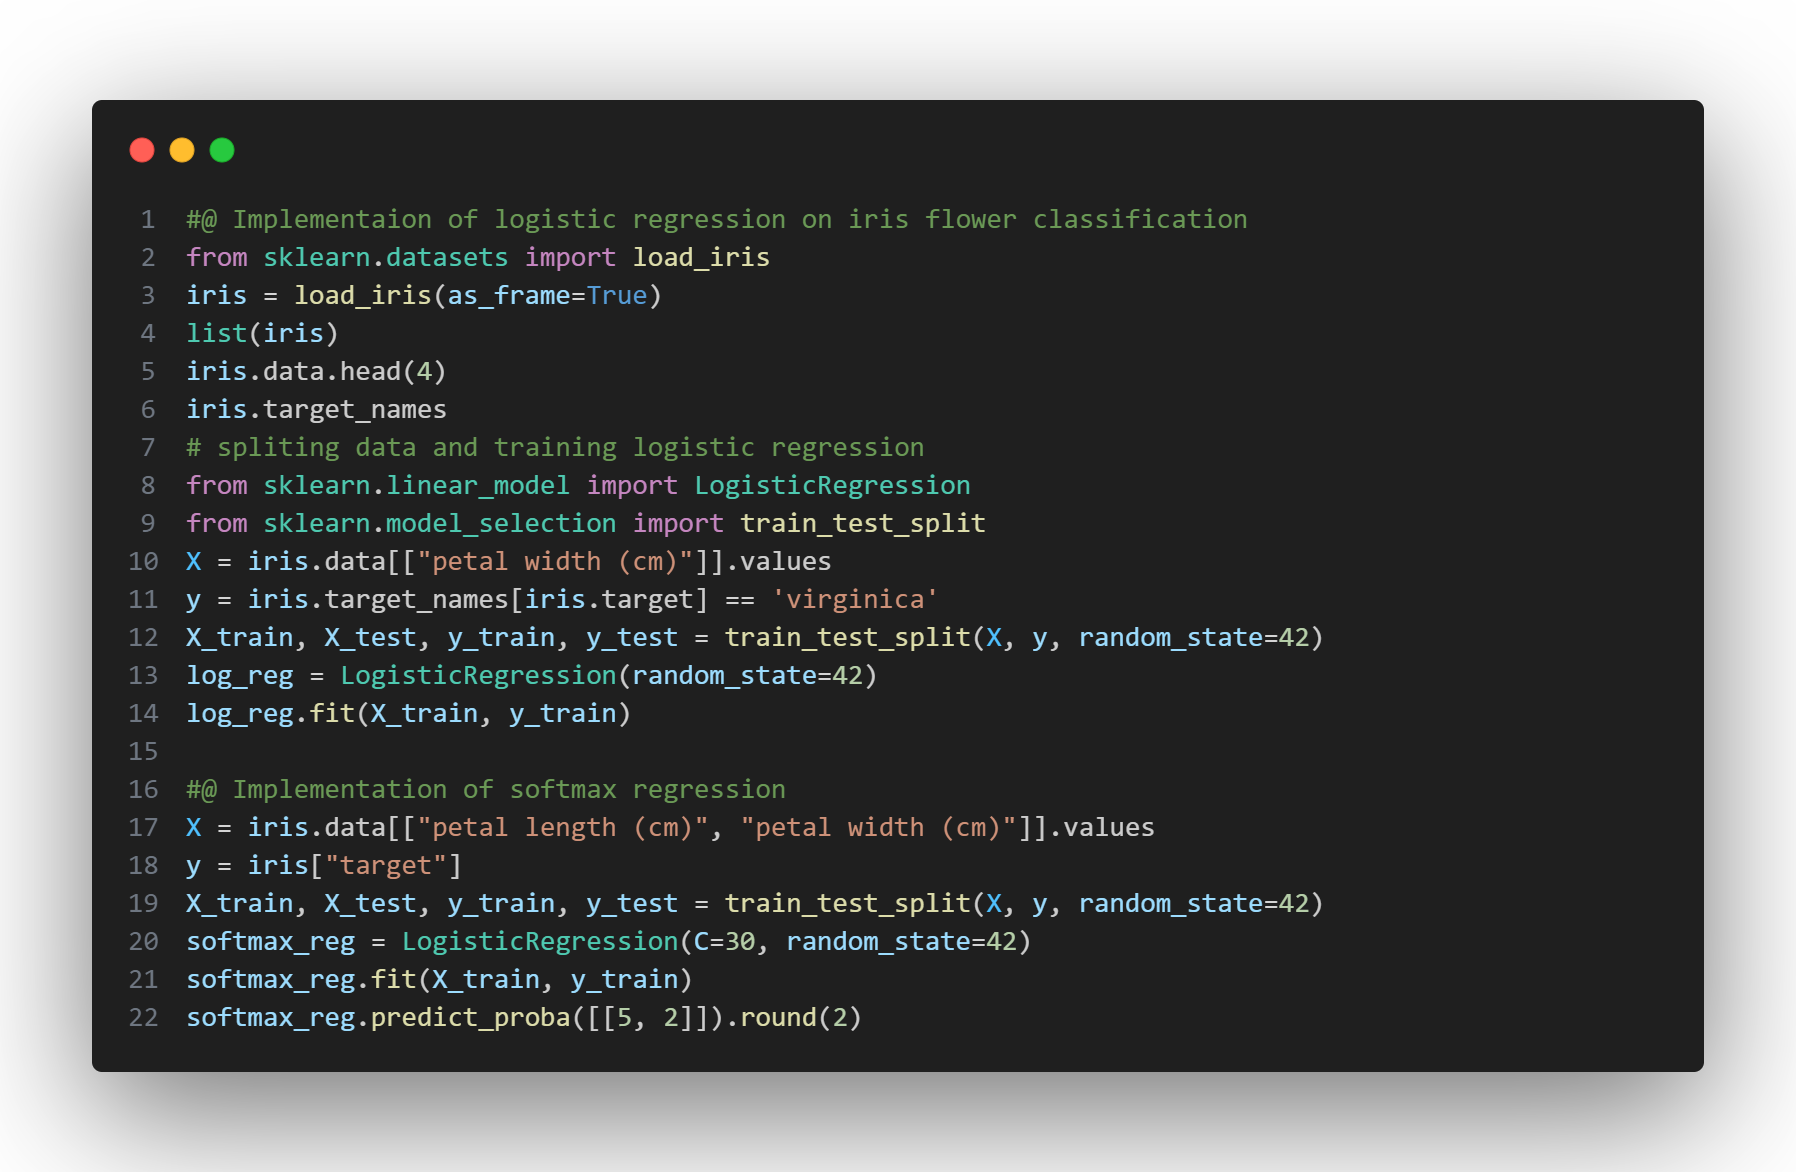 1 #@ Implementaion of logistic regression on iris flower classification
2 from sklearn.datasets import load_iris
3 iris = load_iris(as_frame=True)
4 list(iris)
5 iris.data.head(4)
6 iris.target_names
7 # spliting data and training logistic regression
8 from sklearn.linear_model import LogisticRegression
9 from sklearn.model_selection import train_test_split
10 X = iris.data[["petal width (cm)"]].values
11 y = iris.target_names[iris.target] == 'virginica'
12 X_train, X_test, y_train, y_test = train_test_split(X, y, random_state=42)
13 log_reg = LogisticRegression(random_state=42)
14 log_reg.fit(X_train, y_train)
15
16 #@ Implementation of softmax regression
17 X = iris.data[["petal length (cm)", "petal width (cm)"]].values
18 y = iris["target"]
19 X_train, X_test, y_train, y_test = train_test_split(X, y, random_state=42)
20 softmax_reg = LogisticRegression(C=30, random_state=42)
21 softmax_reg.fit(X_train, y_train)
22 softmax_reg.predict_proba([[5, 2]]).round(2)